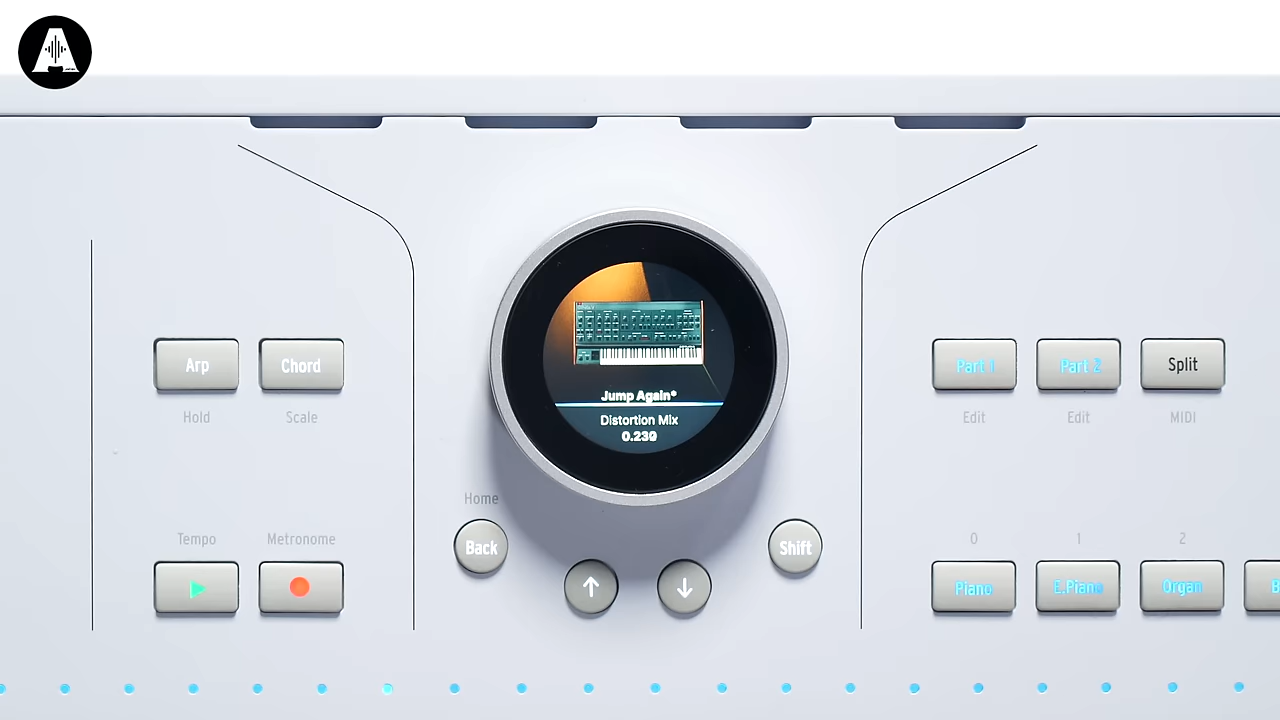 A
Arp
Chord
Hold
Scale
Tempo
Metronome
Home
Back
Shift
Jump Again*
Distortion Mix
0.239
Part 1
Part 2
Split
Edit
Edit
MIDI
0
1
2
Piano
E.Piano
Organ